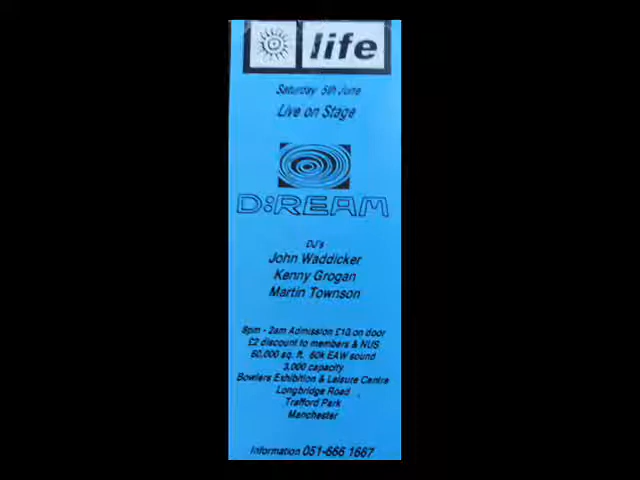 life
Saturday 5th June
Live on Stage
D:REAM
DJ's
John Waddicker
Kenny Grogan
Martin Townson
8pm - 2am Admission £10 on door
£2 discount to members & NUS
60,000 sq. ft. 60k EAW sound
3,000 capacity
Bowlers Exhibition & Leisure Centre
Longbridge Road
Trafford Park
Manchester
Information 051-666 1667